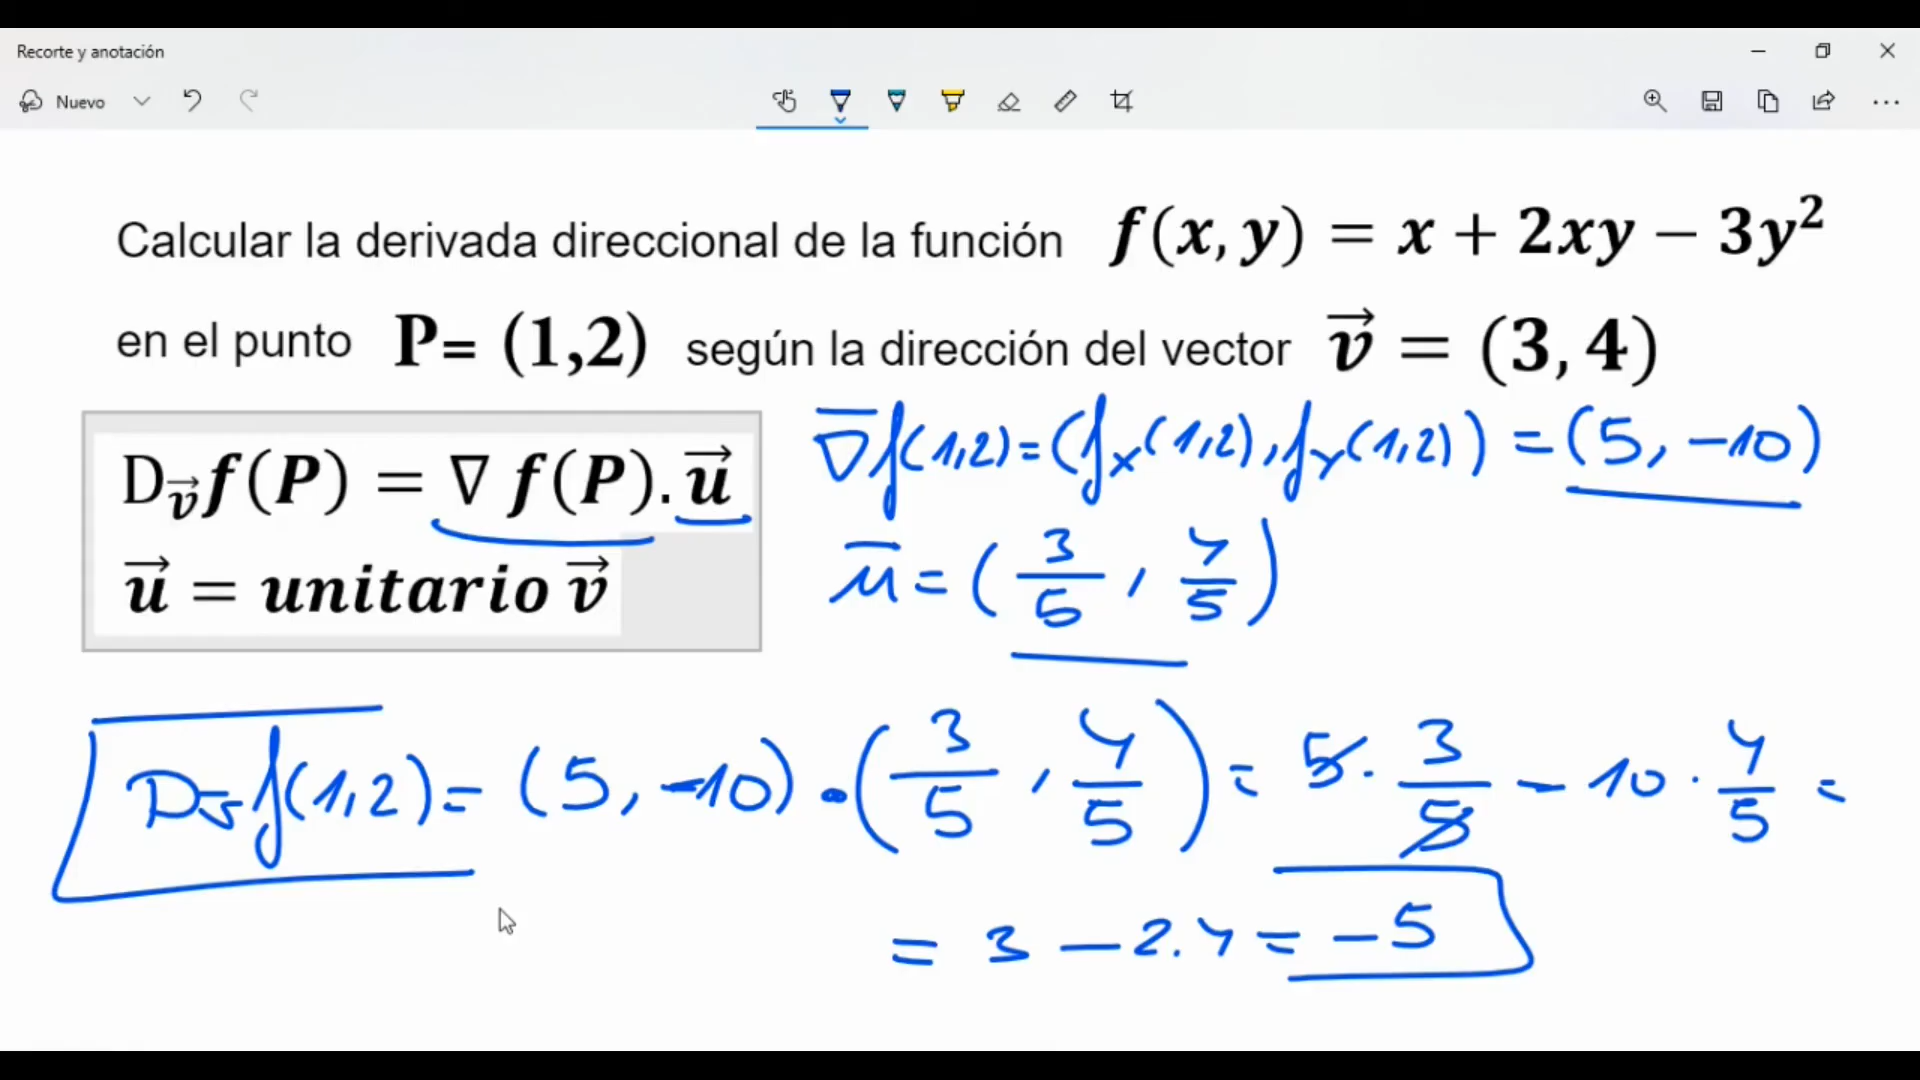 Recorte y anotación
Nuevo
Calcular la derivada direccional de la función f(x, y) = x + 2xy − 3y²
en el punto P= (1,2) según la dirección del vector v⃗ = (3, 4)
D_v⃗ f(P) = ∇ f(P). u⃗
u⃗ = unitario v⃗
∇f(1,2) = (fx(1,2), fy(1,2)) = (5, -10)
u = (3/5, 4/5)
Dv f(1,2) = (5, -10) · (3/5, 4/5) = 5 · 3/5 - 10 · 4/5 =
= 3 - 2.4 = -5